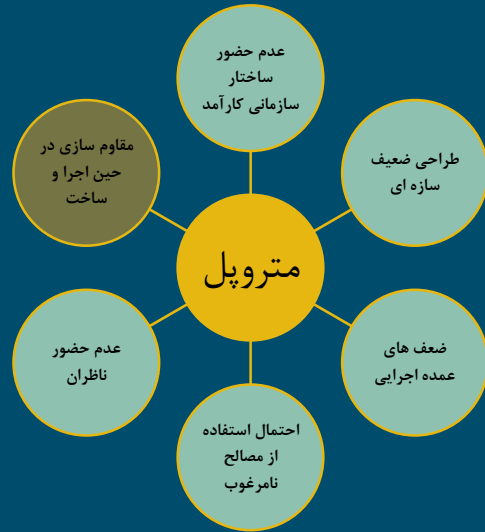 عدم حضور
ساختار
سازمانی کارآمد
طراحی ضعیف
سازه ای
مقاوم سازی در
حین اجرا و
ساخت
متروپل
ضعف های
عمده اجرایی
عدم حضور
ناظران
احتمال استفاده
از مصالح
نامرغوب